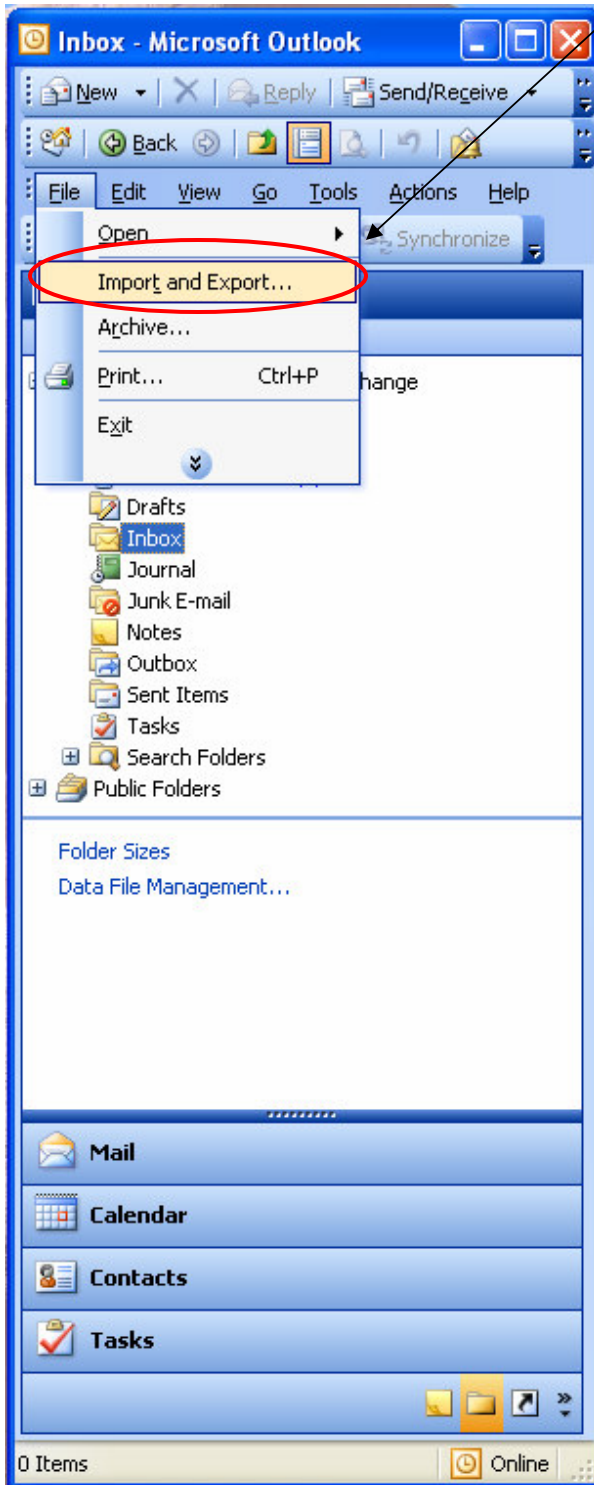 Inbox - Microsoft Outlook
New Reply Send/Receive
Back
File Edit View Go Tools Actions Help
Open Synchronize
Import and Export...
Archive...
Print... Ctrl+P hange
Exit
Drafts
Inbox
Journal
Junk E-mail
Notes
Outbox
Sent Items
Tasks
Search Folders
Public Folders
Folder Sizes
Data File Management...
Mail
Calendar
Contacts
Tasks
0 Items Online